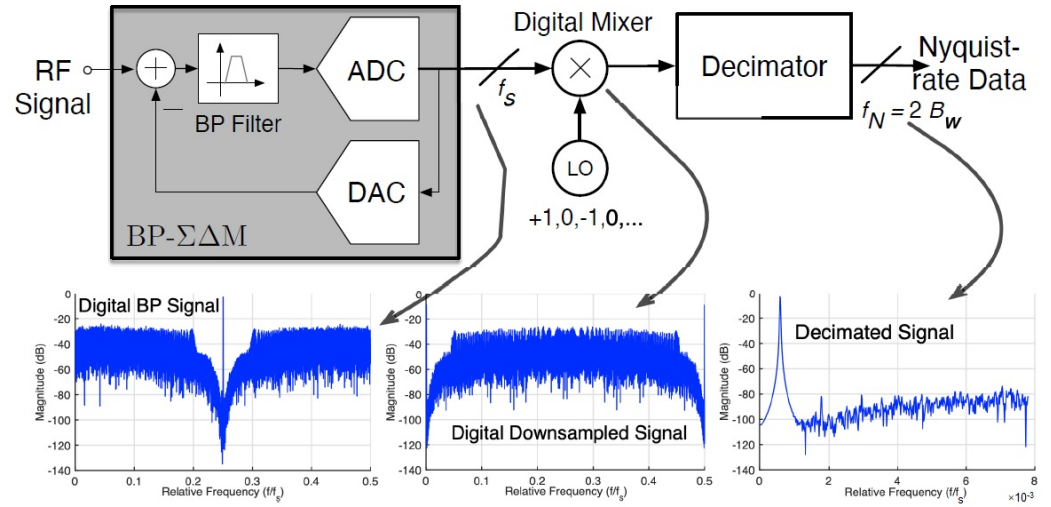 Digital Mixer
RF
Signal
BP Filter
ADC
DAC
BP-ΣΔM
f_s
LO
+1,0,-1,0,...
Decimator
Nyquist-
rate Data
f_N = 2 B_w
Digital BP Signal
Magnitude (dB)
0
-20
-40
-60
-80
-100
-120
-140
0
0.1
0.2
0.3
0.4
0.5
Relative Frequency (f/f_s)
Digital Downsampled Signal
Magnitude (dB)
0
-20
-40
-60
-80
-100
-120
-140
0
0.1
0.2
0.3
0.4
0.5
Relative Frequency (f/f_s)
Decimated Signal
Magnitude (dB)
0
-20
-40
-60
-80
-100
-120
-140
0
2
4
6
8
×10⁻³
Relative Frequency (f/f_s)